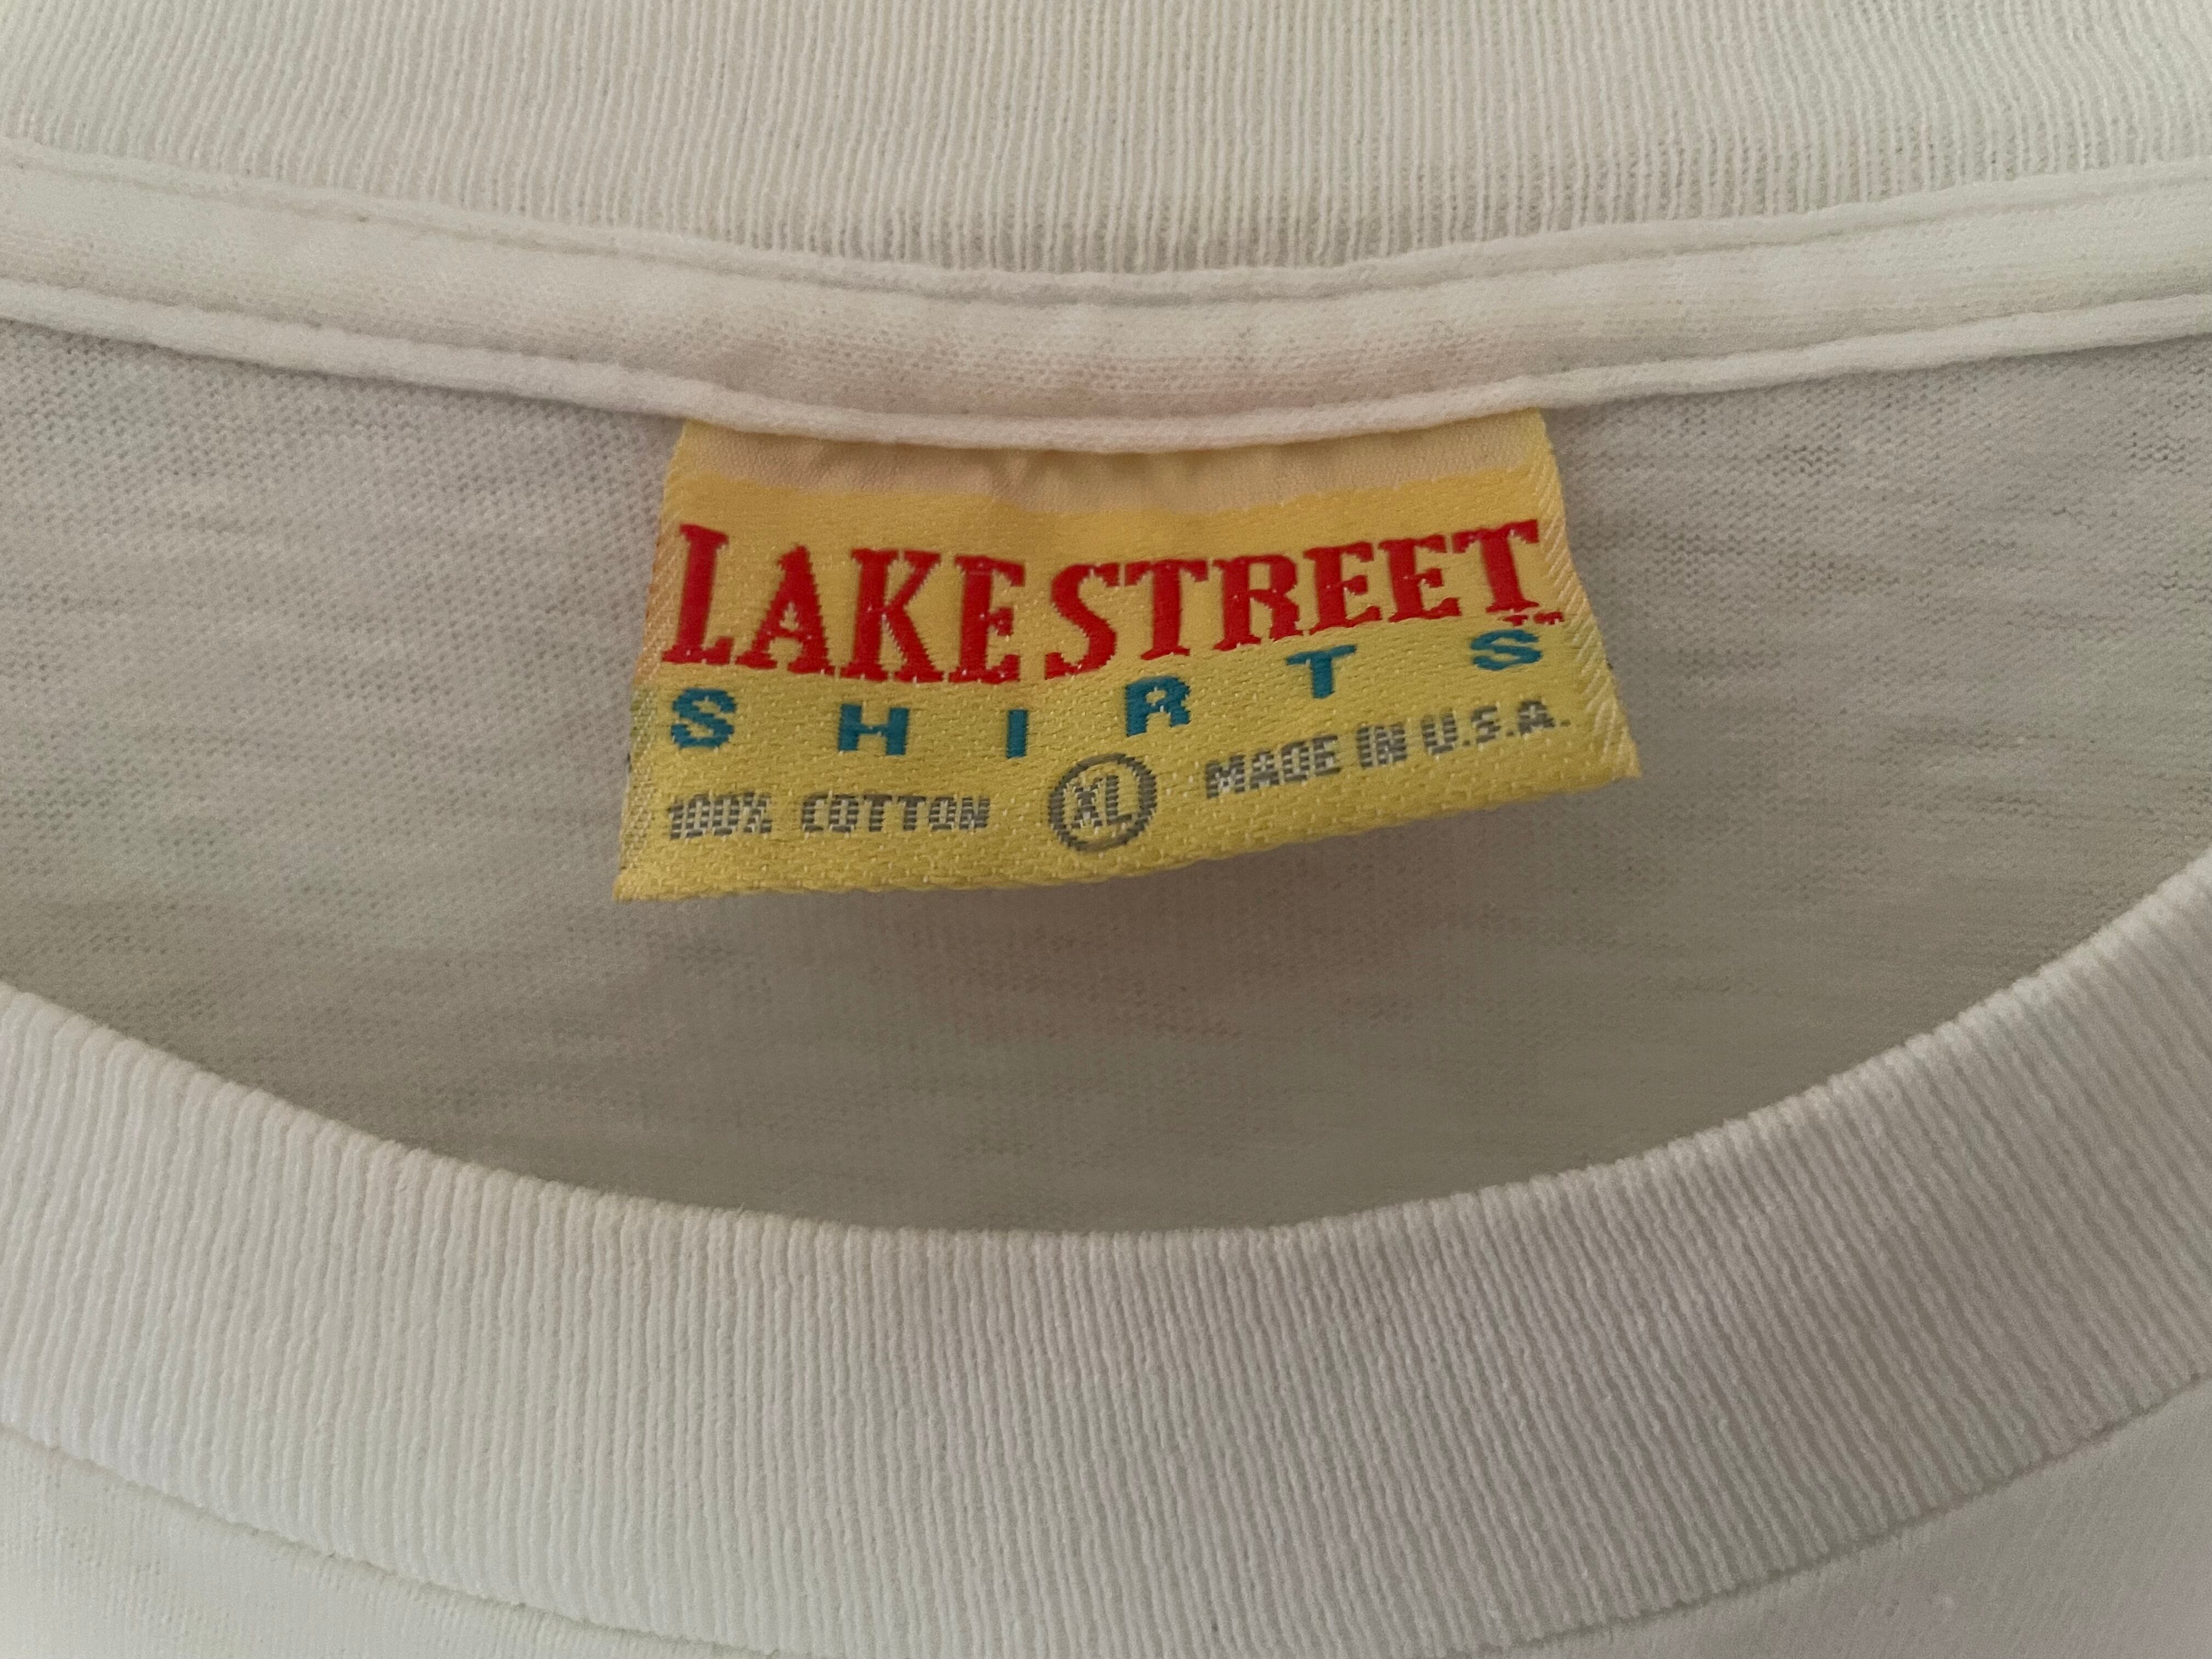 LAKE STREET™
SHIRTS
100% COTTON XL MADE IN U.S.A.